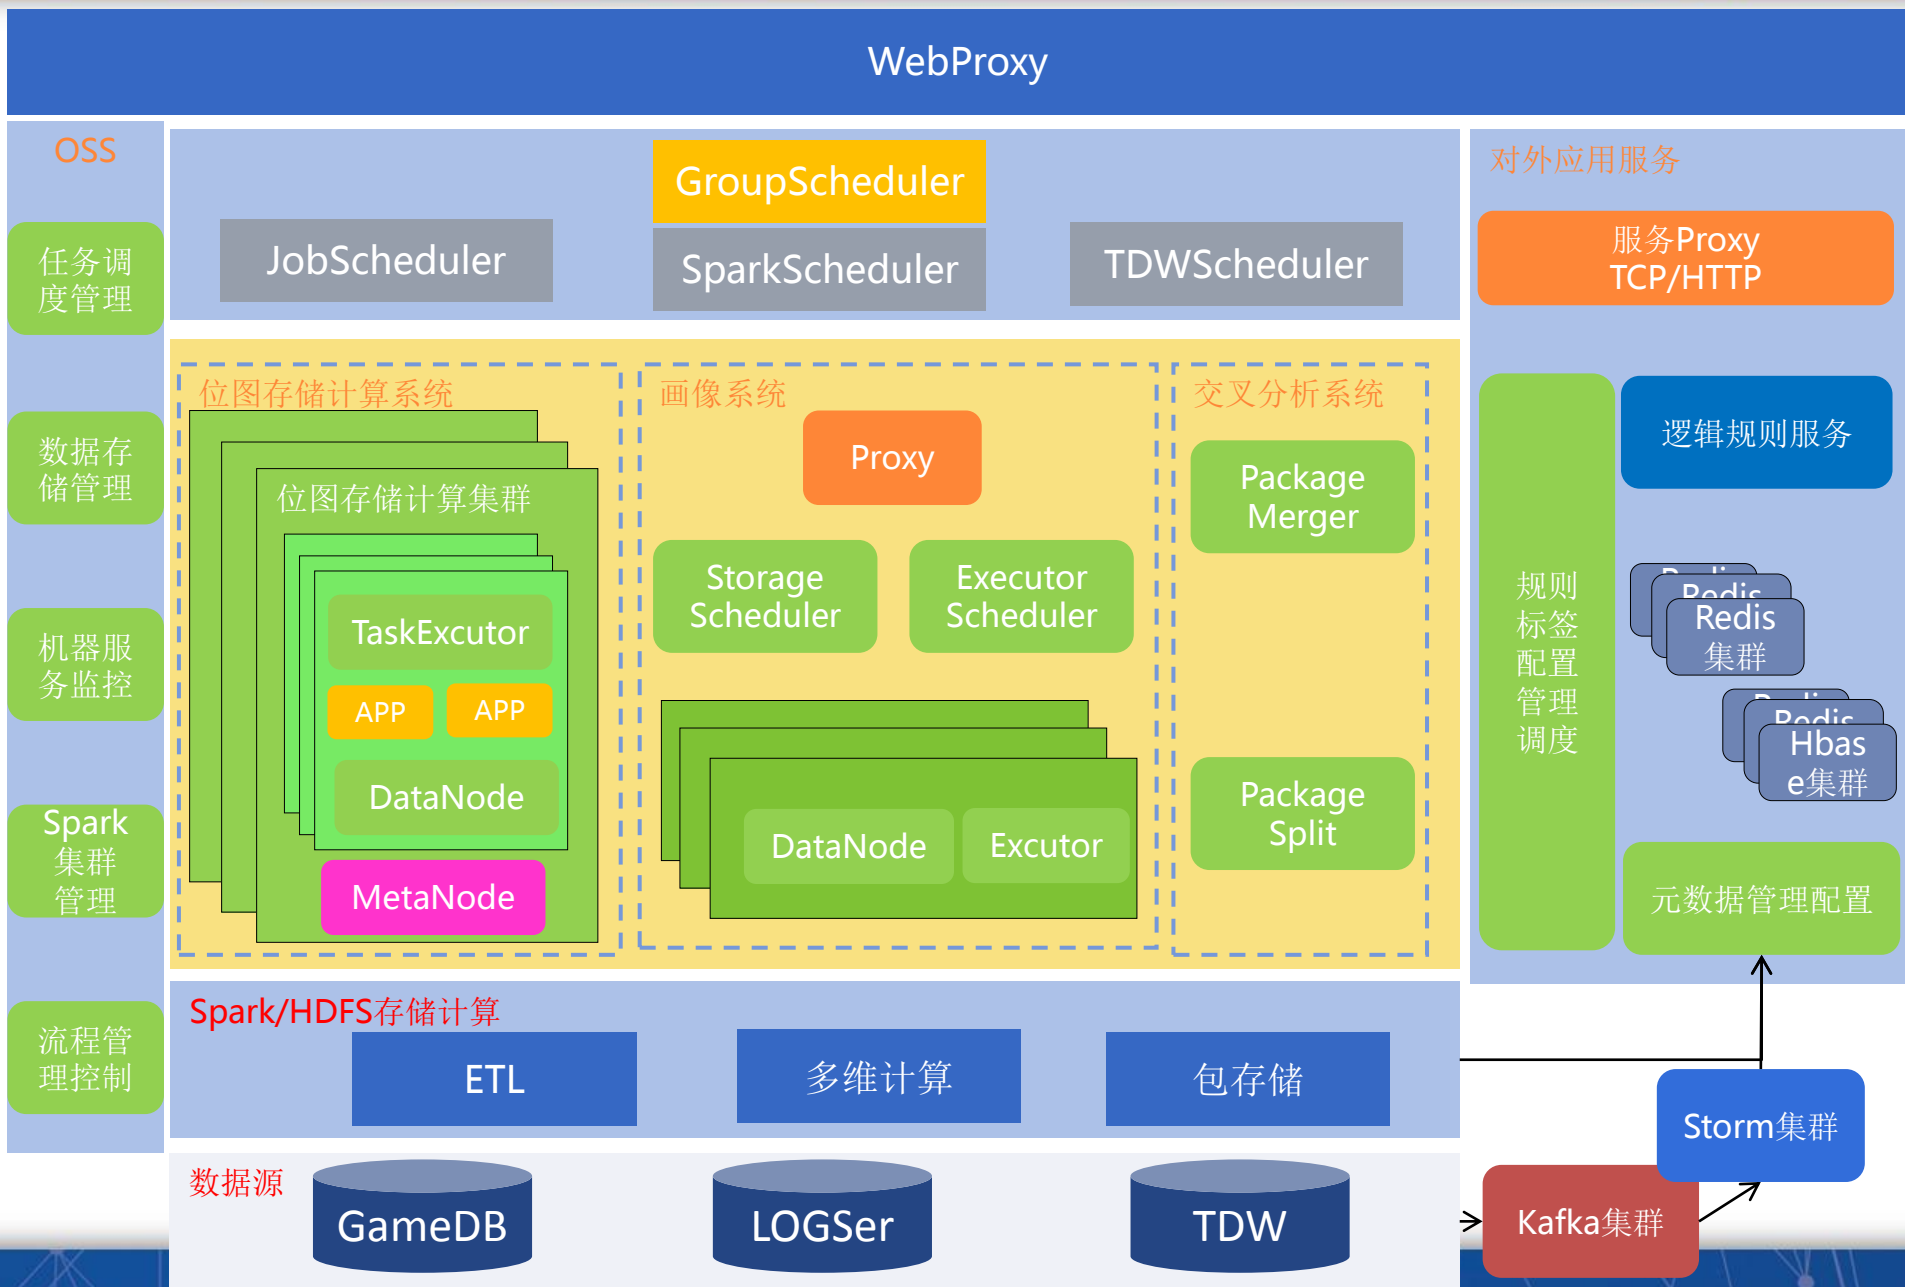 WebProxy
OSS
任务调
度管理
数据存
储管理
机器服
务监控
Spark
集群
管理
流程管
理控制
GroupScheduler
JobScheduler
SparkScheduler
TDWScheduler
位图存储计算系统
位图存储计算集群
TaskExcutor
APP
APP
DataNode
MetaNode
画像系统
Proxy
Storage
Scheduler
Executor
Scheduler
DataNode
Excutor
交叉分析系统
Package
Merger
Package
Split
Spark/HDFS存储计算
ETL
多维计算
包存储
数据源
GameDB
LOGSer
TDW
对外应用服务
服务Proxy
TCP/HTTP
规则
标签
配置
管理
调度
逻辑规则服务
Redis
Redis
Redis
集群
Redis
Redis
Hbas
e集群
元数据管理配置
Storm集群
Kafka集群